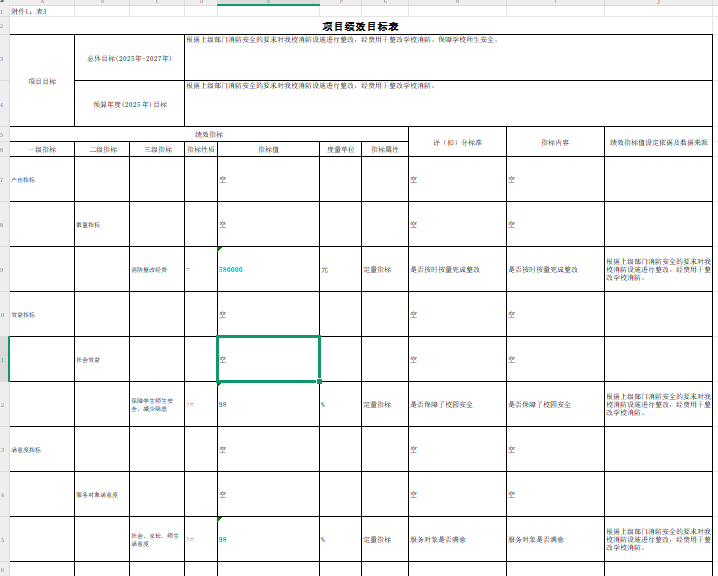 附件1：表3
项目绩效目标表
项目目标
总体目标(2025年-2027年)
根据上级部门消防安全的要求对我校消防设施进行整改，经费用于整改学校消防。保障学校师生安全。
预算年度(2025年)目标
根据上级部门消防安全的要求对我校消防设施进行整改，经费用于整改学校消防。
绩效指标
评（扣）分标准
指标内容
绩效指标值设定依据及数据来源
一级指标 二级指标 三级指标 指标性质 指标值 度量单位 指标属性
产出指标 空 空 空
数量指标 空 空 空
消防整改经费 = 580000 元 定量指标 是否按时按量完成整改 是否按时按量完成整改
根据上级部门消防安全的要求对我
校消防设施进行整改，经费用于整
改学校消防。
效益指标 空 空 空
社会效益 空 空 空
保障学生师生安
全，减少隐患
>= 98 % 定量指标 是否保障了校园安全 是否保障了校园安全
根据上级部门消防安全的要求对我
校消防设施进行整改，经费用于整
改学校消防。
满意度指标 空 空 空
服务对象满意度 空 空 空
社会、家长、师生
满意度
>= 98 % 定量指标 服务对象是否满意 服务对象是否满意
根据上级部门消防安全的要求对我
校消防设施进行整改，经费用于整
改学校消防。